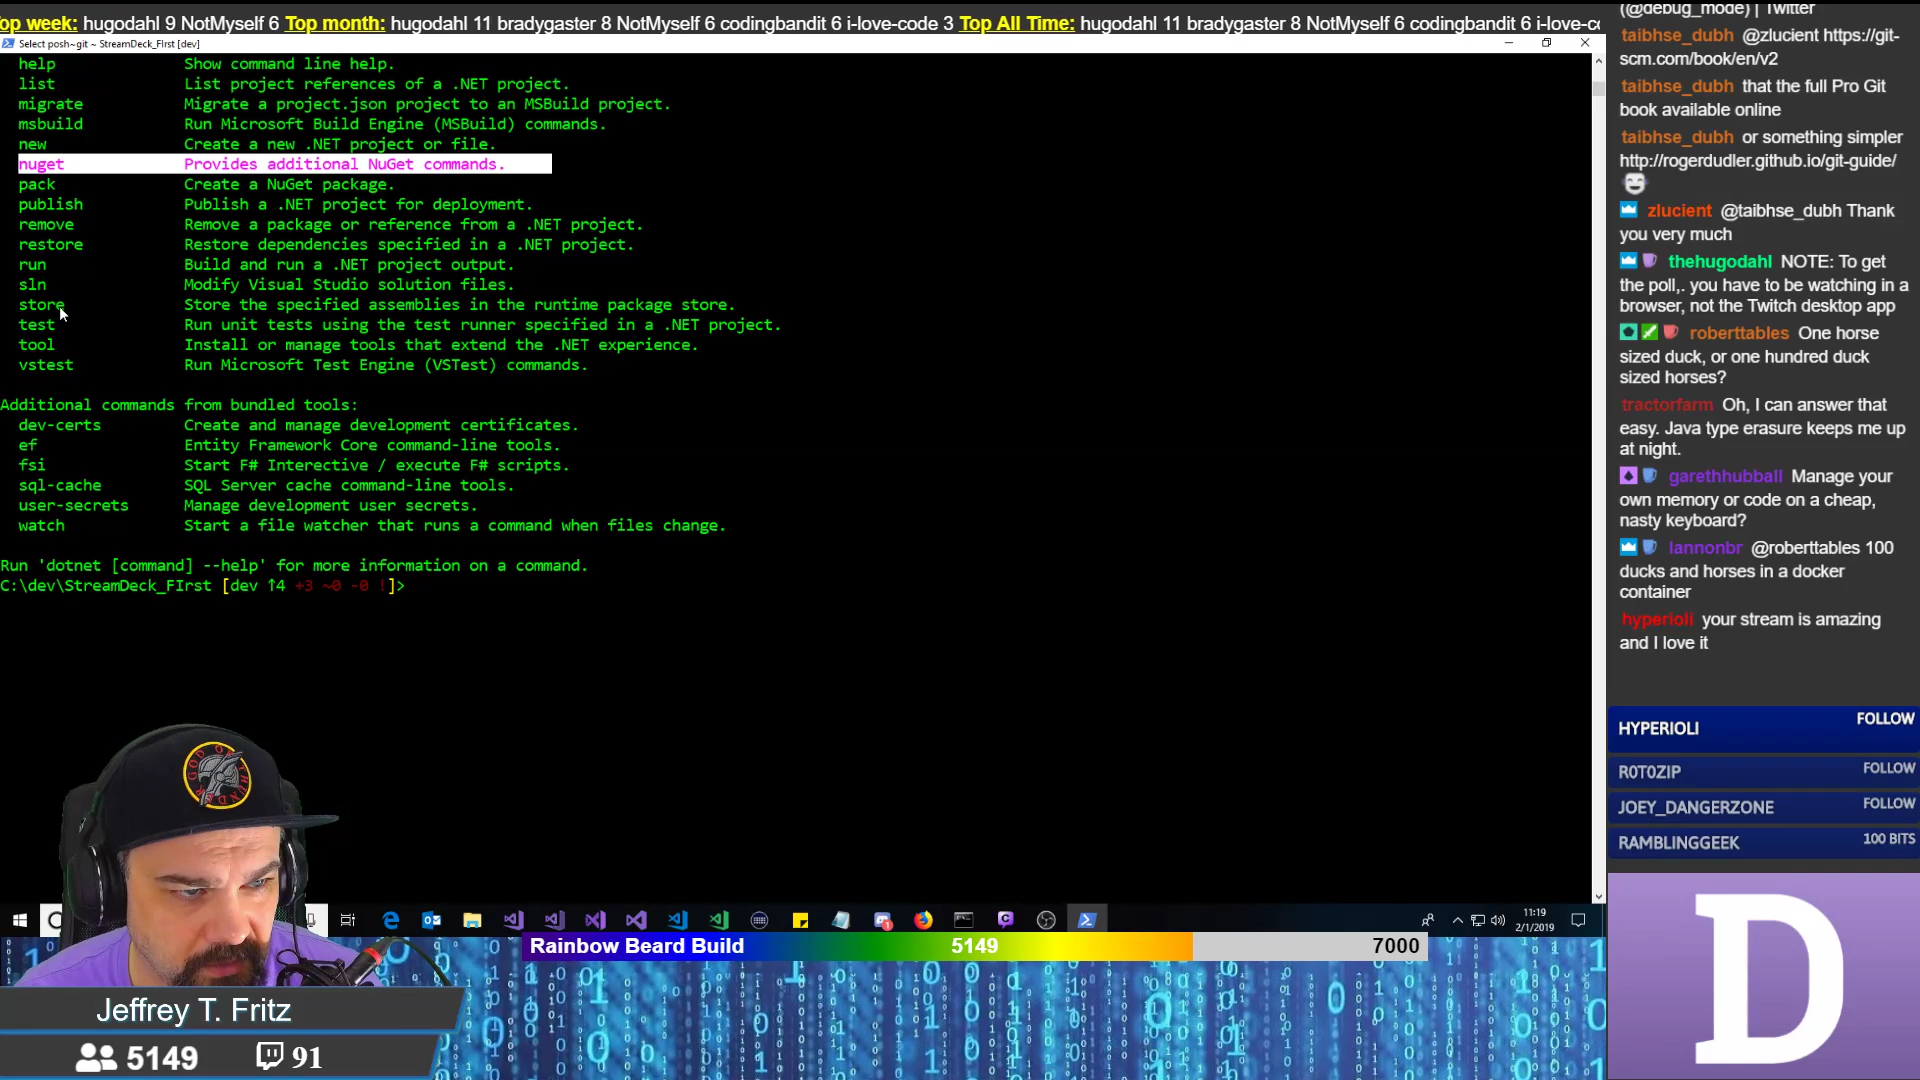 op week: hugodahl 9 NotMyself 6 Top month: hugodahl 11 bradygaster 8 NotMyself 6 codingbandit 6 i-love-code 3 Top All Time: hugodahl 11 bradygaster 8 NotMyself 6 codingbandit 6 i-love-co
Select posh~git ~ StreamDeck_FIrst [dev]
help Show command line help.
list List project references of a .NET project.
migrate Migrate a project.json project to an MSBuild project.
msbuild Run Microsoft Build Engine (MSBuild) commands.
new Create a new .NET project or file.
nuget Provides additional NuGet commands.
pack Create a NuGet package.
publish Publish a .NET project for deployment.
remove Remove a package or reference from a .NET project.
restore Restore dependencies specified in a .NET project.
run Build and run a .NET project output.
sln Modify Visual Studio solution files.
store Store the specified assemblies in the runtime package store.
test Run unit tests using the test runner specified in a .NET project.
tool Install or manage tools that extend the .NET experience.
vstest Run Microsoft Test Engine (VSTest) commands.
Additional commands from bundled tools:
dev-certs Create and manage development certificates.
ef Entity Framework Core command-line tools.
fsi Start F# Interective / execute F# scripts.
sql-cache SQL Server cache command-line tools.
user-secrets Manage development user secrets.
watch Start a file watcher that runs a command when files change.
Run 'dotnet [command] --help' for more information on a command.
C:\dev\StreamDeck_FIrst [dev ↑4 +3 ~0 -0 !]>
(@debug_mode) | Twitter
taibhse_dubh @zlucient https://git-
scm.com/book/en/v2
taibhse_dubh that the full Pro Git
book available online
taibhse_dubh or something simpler
http://rogerdudler.github.io/git-guide/
zlucient @taibhse_dubh Thank
you very much
thehugodahl NOTE: To get
the poll,. you have to be watching in a
browser, not the Twitch desktop app
roberttables One horse
sized duck, or one hundred duck
sized horses?
tractorfarm Oh, I can answer that
easy. Java type erasure keeps me up
at night.
garethhubball Manage your
own memory or code on a cheap,
nasty keyboard?
lannonbr @roberttables 100
ducks and horses in a docker
container
hyperioli your stream is amazing
and I love it
HYPERIOLI FOLLOW
R0T0ZIP FOLLOW
JOEY_DANGERZONE FOLLOW
RAMBLINGGEEK 100 BITS
D
GOD OF THUNDER
11:19
2/1/2019
Rainbow Beard Build 5149 7000
Jeffrey T. Fritz
5149 91